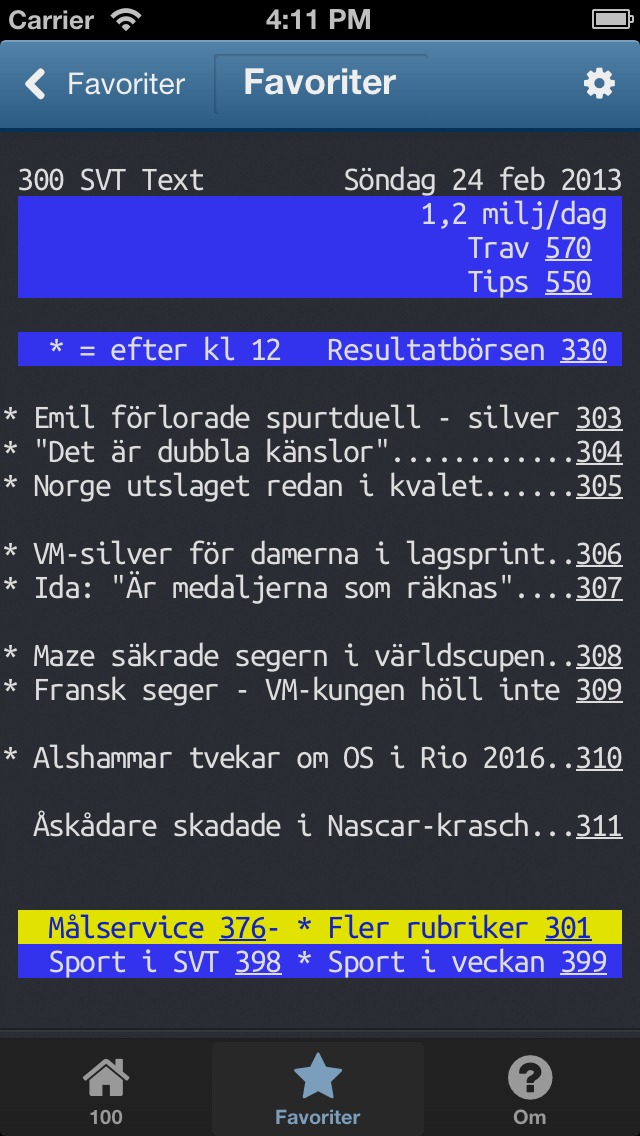 Carrier 4:11 PM
Favoriter Favoriter
300 SVT Text Söndag 24 feb 2013
1,2 milj/dag
Trav 570
Tips 550
* = efter kl 12 Resultatbörsen 330
* Emil förlorade spurtduell - silver 303
* "Det är dubbla känslor"............304
* Norge utslaget redan i kvalet......305
* VM-silver för damerna i lagsprint..306
* Ida: "Är medaljerna som räknas"....307
* Maze säkrade segern i världscupen..308
* Fransk seger - VM-kungen höll inte 309
* Alshammar tvekar om OS i Rio 2016..310
Åskådare skadade i Nascar-krasch...311
Målservice 376- * Fler rubriker 301
Sport i SVT 398 * Sport i veckan 399
100 Favoriter Om